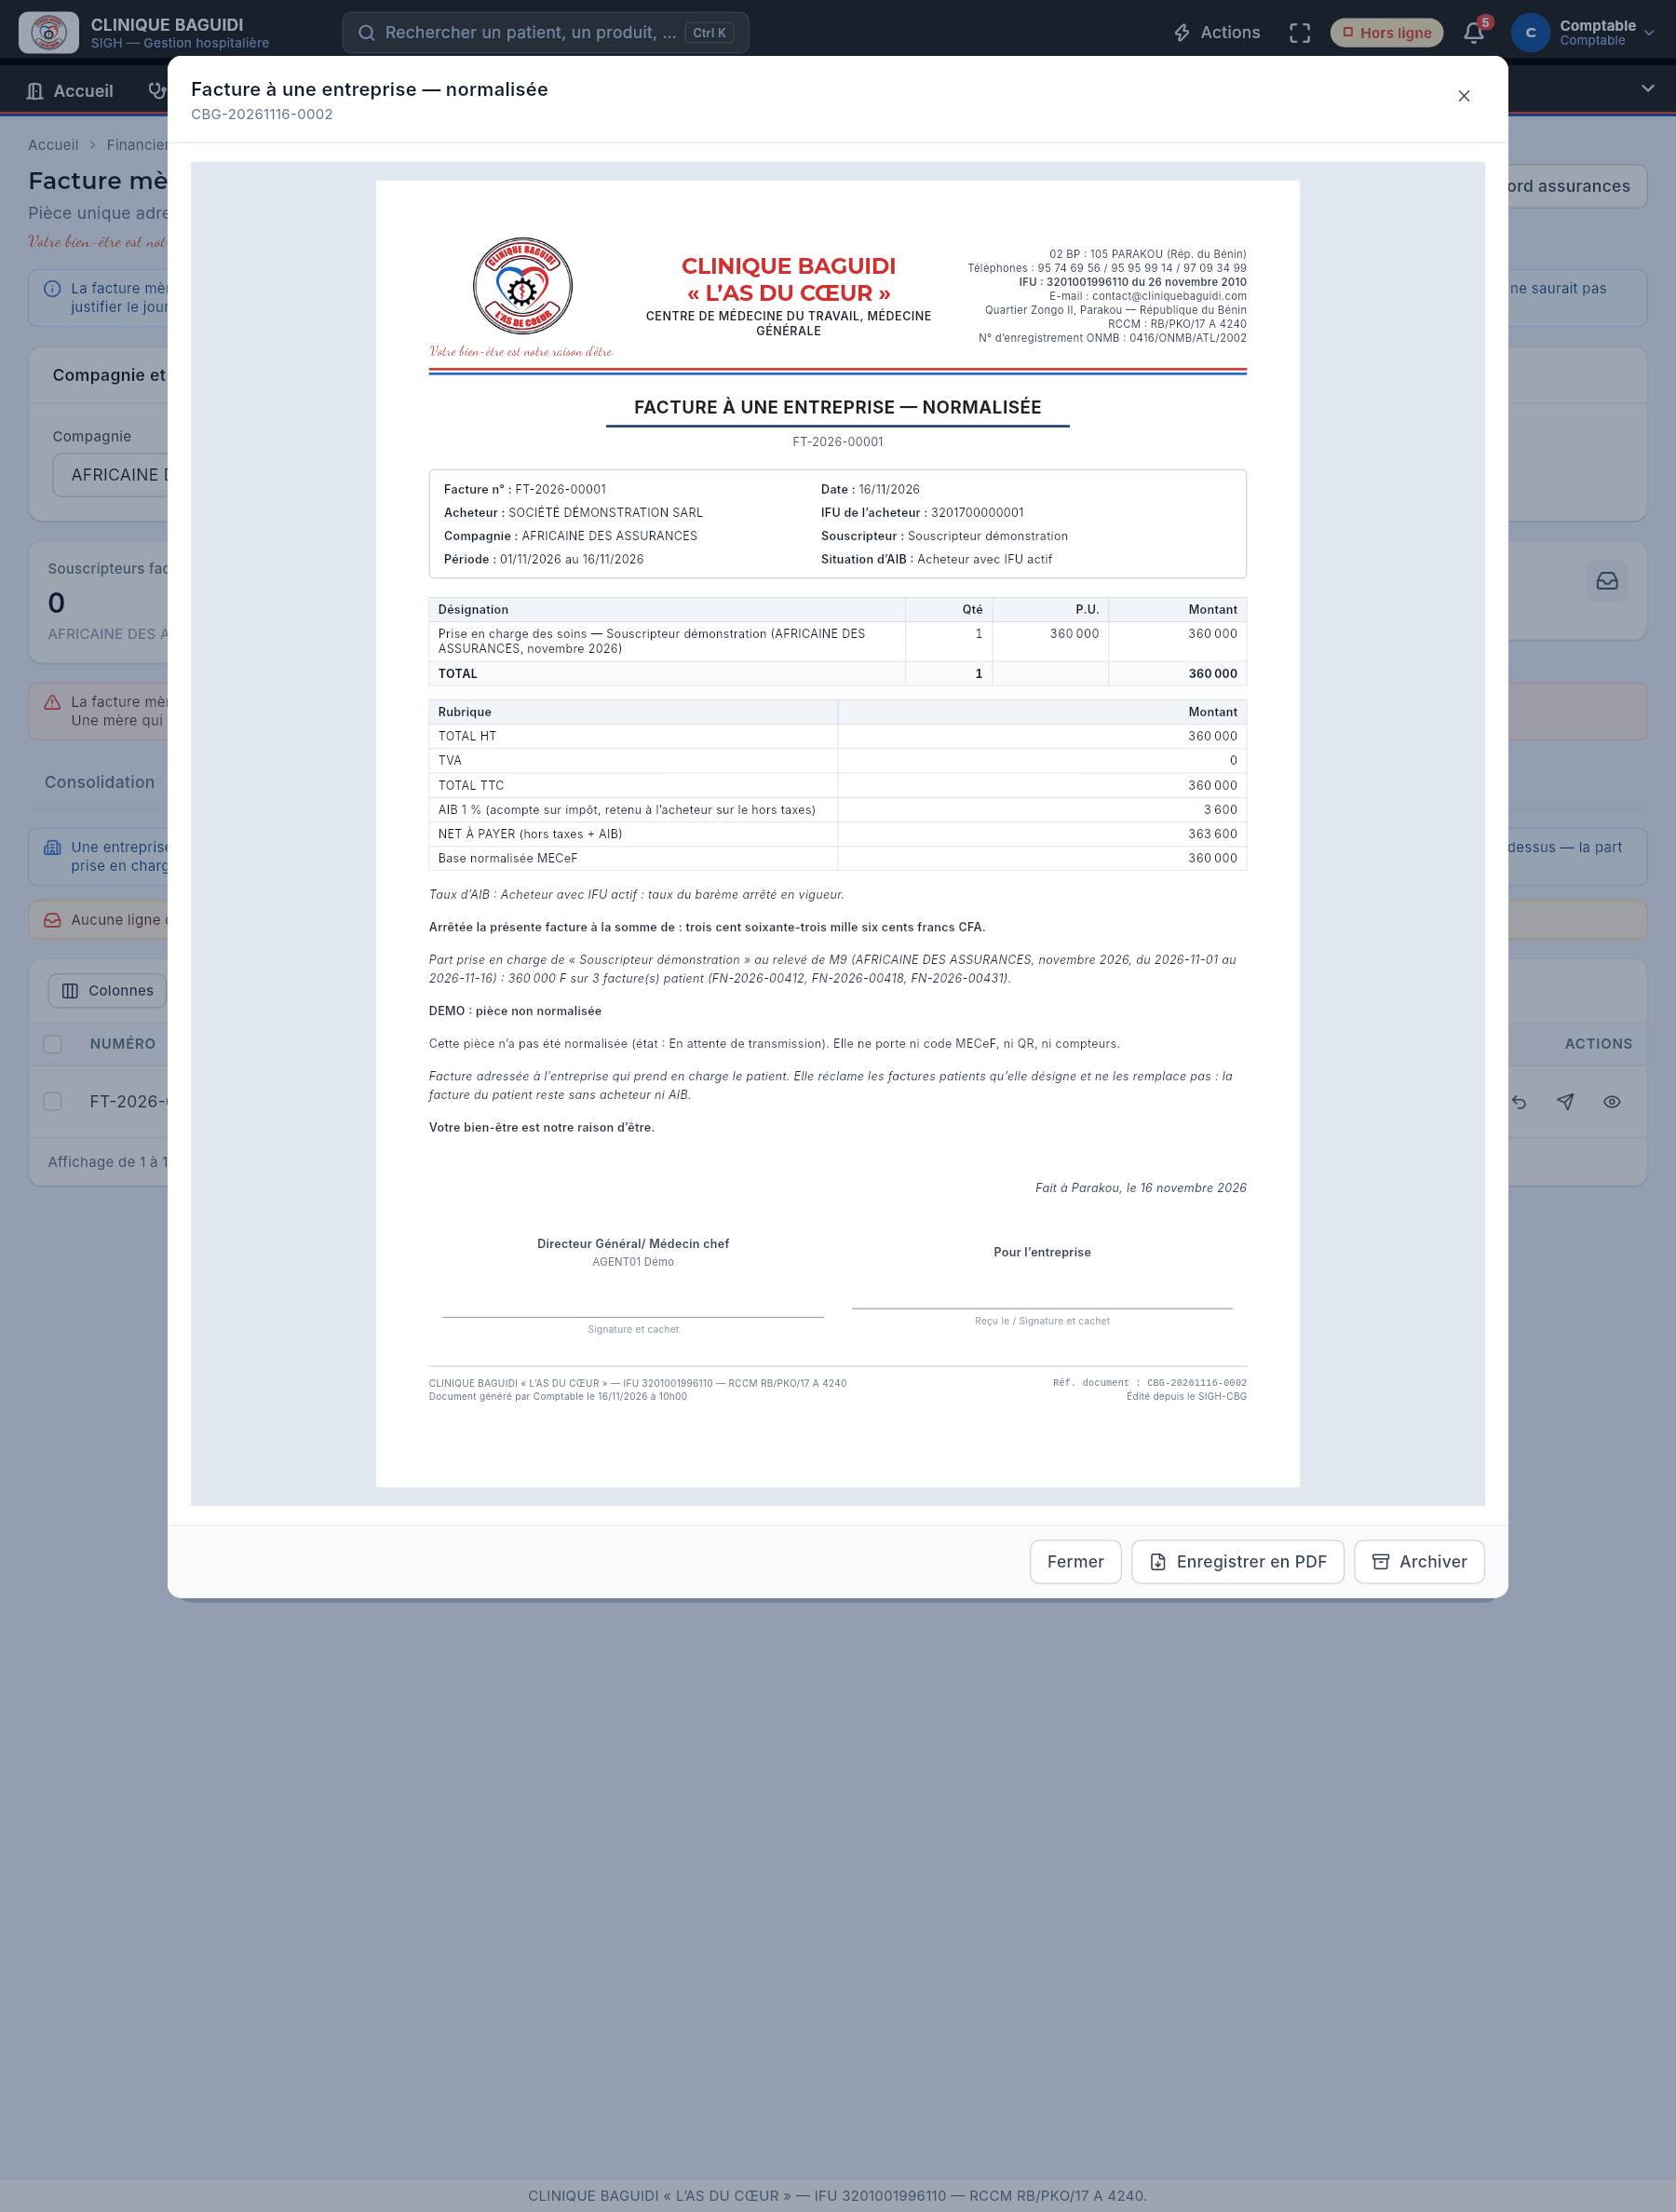 CLINIQUE BAGUIDI
SIGH — Gestion hospitalière
Rechercher un patient, un produit, ... Ctrl K
Actions
Hors ligne
5
C
Comptable
Comptable
Accueil
Accueil > Financier
Facture mè
Pièce unique adre
Votre bien-être est not
ord assurances
La facture mèr
justifier le jour
ne saurait pas
Compagnie et
Compagnie
AFRICAINE D
Souscripteurs fac
0
AFRICAINE DES A
La facture mèr
Une mère qui
Consolidation
Une entreprise
prise en charg
dessus — la part
Aucune ligne
Colonnes
NUMÉRO
ACTIONS
FT-2026-
Affichage de 1 à 1
Facture à une entreprise — normalisée
CBG-20261116-0002
CLINIQUE BAGUIDI
L'AS DE COEUR
Votre bien-être est notre raison d'être.
CLINIQUE BAGUIDI
« L’AS DU CŒUR »
CENTRE DE MÉDECINE DU TRAVAIL, MÉDECINE
GÉNÉRALE
02 BP : 105 PARAKOU (Rép. du Bénin)
Téléphones : 95 74 69 56 / 95 95 99 14 / 97 09 34 99
IFU : 3201001996110 du 26 novembre 2010
E-mail : contact@cliniquebaguidi.com
Quartier Zongo II, Parakou — République du Bénin
RCCM : RB/PKO/17 A 4240
N° d’enregistrement ONMB : 0416/ONMB/ATL/2002
FACTURE À UNE ENTREPRISE — NORMALISÉE
FT-2026-00001
Facture n° : FT-2026-00001 Date : 16/11/2026
Acheteur : SOCIÉTÉ DÉMONSTRATION SARL IFU de l’acheteur : 3201700000001
Compagnie : AFRICAINE DES ASSURANCES Souscripteur : Souscripteur démonstration
Période : 01/11/2026 au 16/11/2026 Situation d’AIB : Acheteur avec IFU actif
Désignation Qté P.U. Montant
Prise en charge des soins — Souscripteur démonstration (AFRICAINE DES 1 360 000 360 000
ASSURANCES, novembre 2026)
TOTAL 1 360 000
Rubrique Montant
TOTAL HT 360 000
TVA 0
TOTAL TTC 360 000
AIB 1 % (acompte sur impôt, retenu à l’acheteur sur le hors taxes) 3 600
NET À PAYER (hors taxes + AIB) 363 600
Base normalisée MECeF 360 000
Taux d’AIB : Acheteur avec IFU actif : taux du barème arrêté en vigueur.
Arrêtée la présente facture à la somme de : trois cent soixante-trois mille six cents francs CFA.
Part prise en charge de « Souscripteur démonstration » au relevé de M9 (AFRICAINE DES ASSURANCES, novembre 2026, du 2026-11-01 au
2026-11-16) : 360 000 F sur 3 facture(s) patient (FN-2026-00412, FN-2026-00418, FN-2026-00431).
DEMO : pièce non normalisée
Cette pièce n’a pas été normalisée (état : En attente de transmission). Elle ne porte ni code MECeF, ni QR, ni compteurs.
Facture adressée à l’entreprise qui prend en charge le patient. Elle réclame les factures patients qu’elle désigne et ne les remplace pas : la
facture du patient reste sans acheteur ni AIB.
Votre bien-être est notre raison d’être.
Fait à Parakou, le 16 novembre 2026
Directeur Général/ Médecin chef
AGENT01 Démo
Signature et cachet
Pour l’entreprise
Reçu le / Signature et cachet
CLINIQUE BAGUIDI « L’AS DU CŒUR » — IFU 3201001996110 — RCCM RB/PKO/17 A 4240
Document généré par Comptable le 16/11/2026 à 10h00
Réf. document : CBG-20261116-0002
Édité depuis le SIGH-CBG
Fermer
Enregistrer en PDF
Archiver
CLINIQUE BAGUIDI « L’AS DU CŒUR » — IFU 3201001996110 — RCCM RB/PKO/17 A 4240.